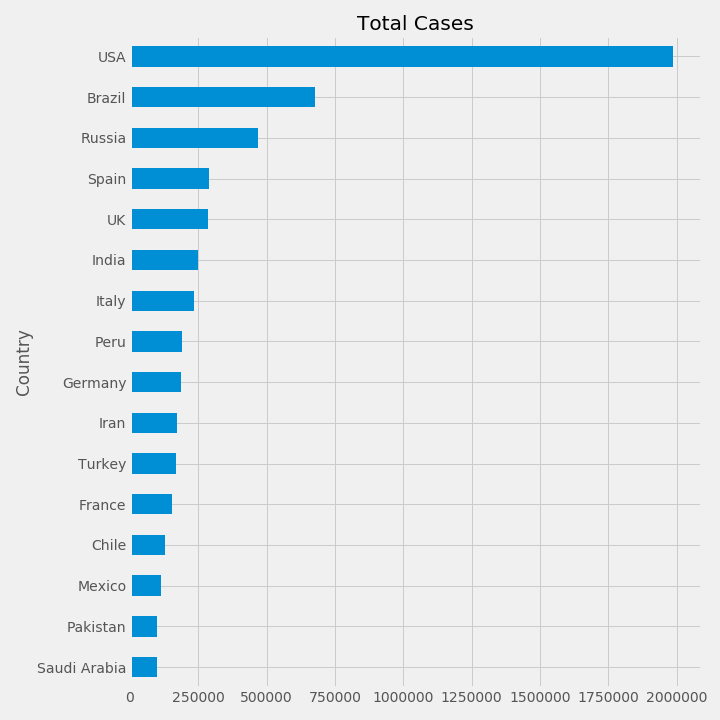 Total Cases
USA
Brazil
Russia
Spain
UK
India
Italy
Peru
Germany
Iran
Turkey
France
Chile
Mexico
Pakistan
Saudi Arabia
Country
0 250000 500000 750000 1000000 1250000 1500000 1750000 2000000